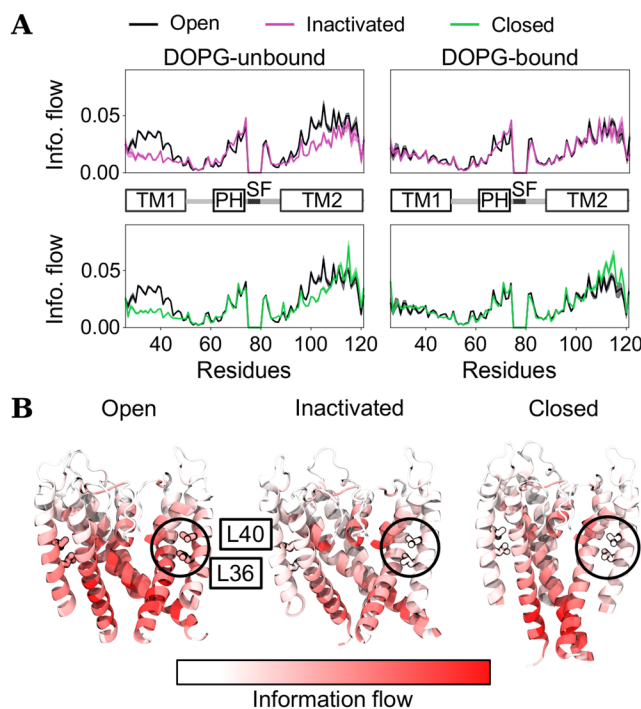 A
Open Inactivated Closed
DOPG-unbound DOPG-bound
Info. flow
0.05
0.00
TM1 PH SF TM2 TM1 PH SF TM2
Info. flow
0.05
0.00
40 60 80 100 120 40 60 80 100 120
Residues Residues
B
Open Inactivated Closed
L40
L36
Information flow